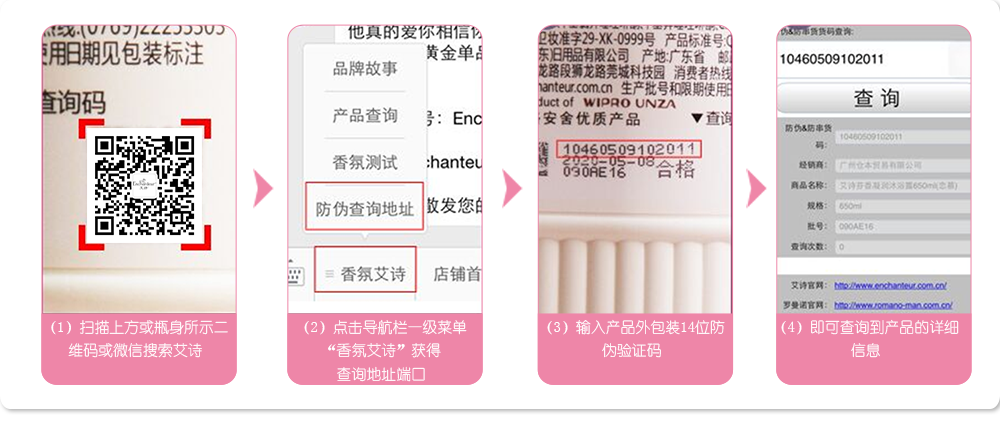 热线:(0769)22253505
使用日期见包装标注
查询码
Enchanteur
(1) 扫描上方或瓶身所示二
维码或微信搜索艾诗
他真的爱你相信你
黄金单品
品牌故事
产品查询
号: Enc
香氛测试
chanteu
防伪查询地址
散发您的
香氛艾诗
店铺首
(2) 点击导航栏一级菜单
“香氛艾诗”获得
查询地址端口
卫妆准字29-XK-0999号 产品标准号:Q
东)旧用品有限公司 产地:广东省 邮
龙路段狮龙路莞城科技园 消费者热线
hanteur.com.cn 生产批号和限期使用日
duct of WIPRO UNZA
安舍优质产品 ▼查询
10460509102011
2020-05-08
090AE16 合格
(3) 输入产品外包装14位防
伪验证码
伪&防串货货码查询:
10460509102011
查询
防伪&防串货
码: 10460509102011
经销商: 广州仓本贸易有限公司
商品名称: 艾诗芬香凝润沐浴露650ml(恋慕)
规格: 650ml
批号: 090AE16
查询次数: 0
艾诗官网: http://www.enchanteur.com.cn/
罗曼诺官网: http://www.romano-man.com.cn/
(4) 即可查询到产品的详细
信息